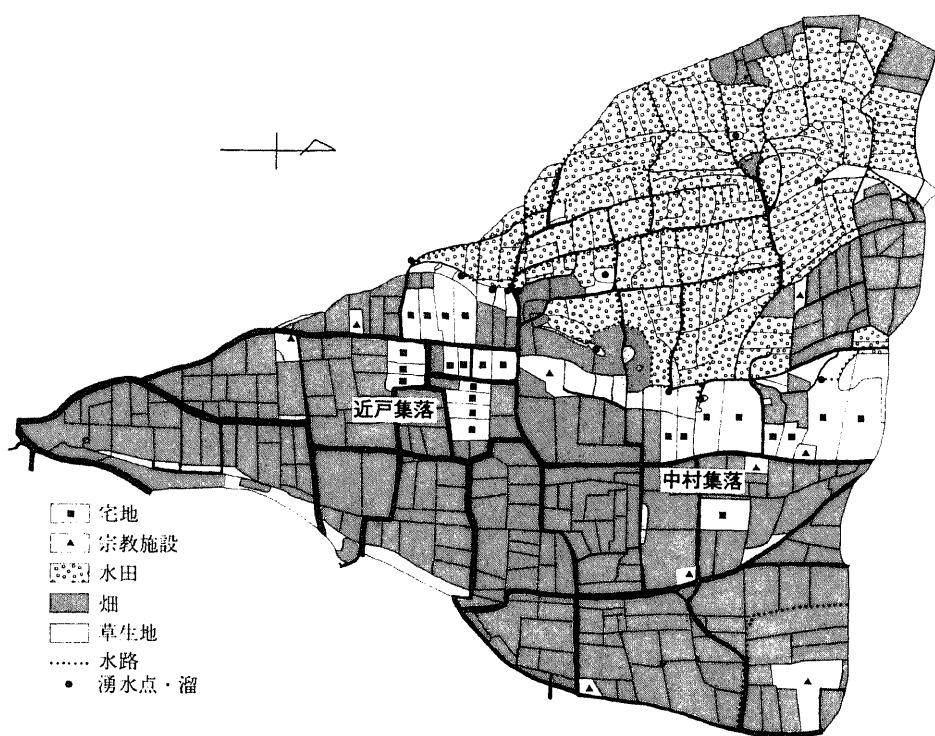 近戸集落
中村集落
宅地
宗教施設
水田
畑
草生地
水路
湧水点・溜